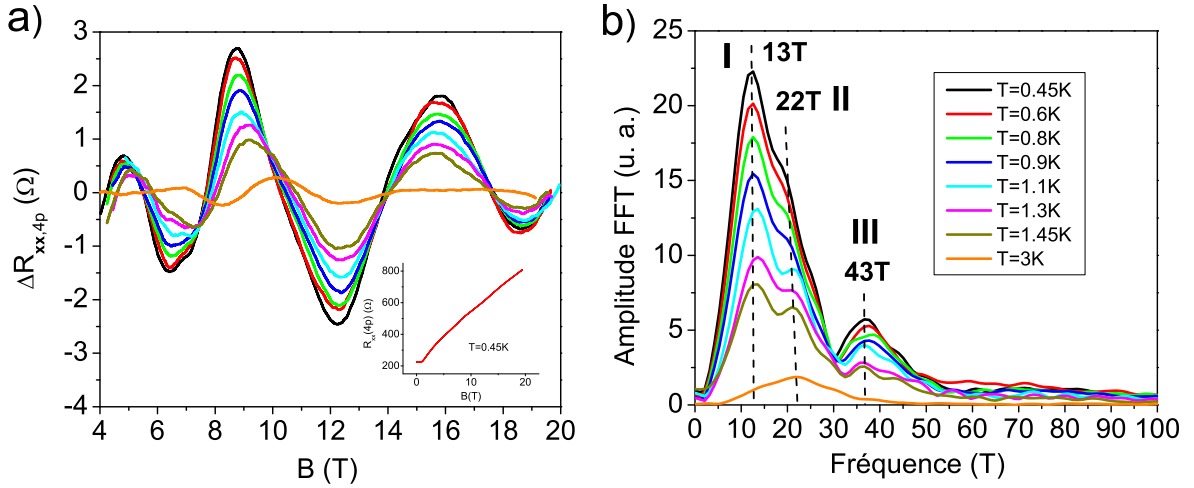 a)
3
2
1
0
-1
-2
-3
-4
ΔRxx,4p (Ω)
4 6 8 10 12 14 16 18 20
B (T)
800
600
400
200
Rxx(4p) (Ω)
T=0.45K
0 5 10 15 20
B(T)
b)
25
20
15
10
5
0
Amplitude FFT (u. a.)
I
13T
22T II
III
43T
T=0.45K
T=0.6K
T=0.8K
T=0.9K
T=1.1K
T=1.3K
T=1.45K
T=3K
0 10 20 30 40 50 60 70 80 90 100
Fréquence (T)